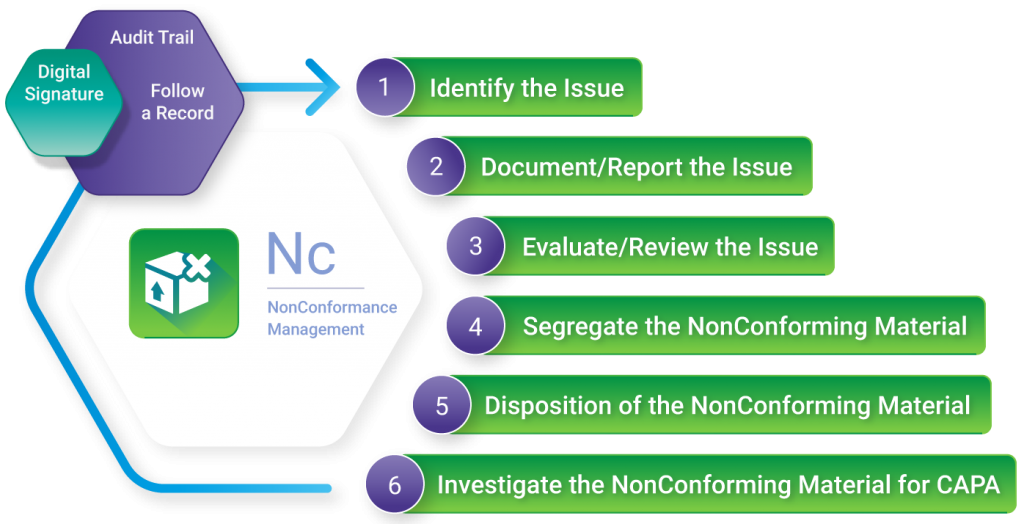 Audit Trail
Digital
Signature
Follow
a Record
1 Identify the Issue
2 Document/Report the Issue
3 Evaluate/Review the Issue
Nc
NonConformance
Management
4 Segregate the NonConforming Material
5 Disposition of the NonConforming Material
6 Investigate the NonConforming Material for CAPA